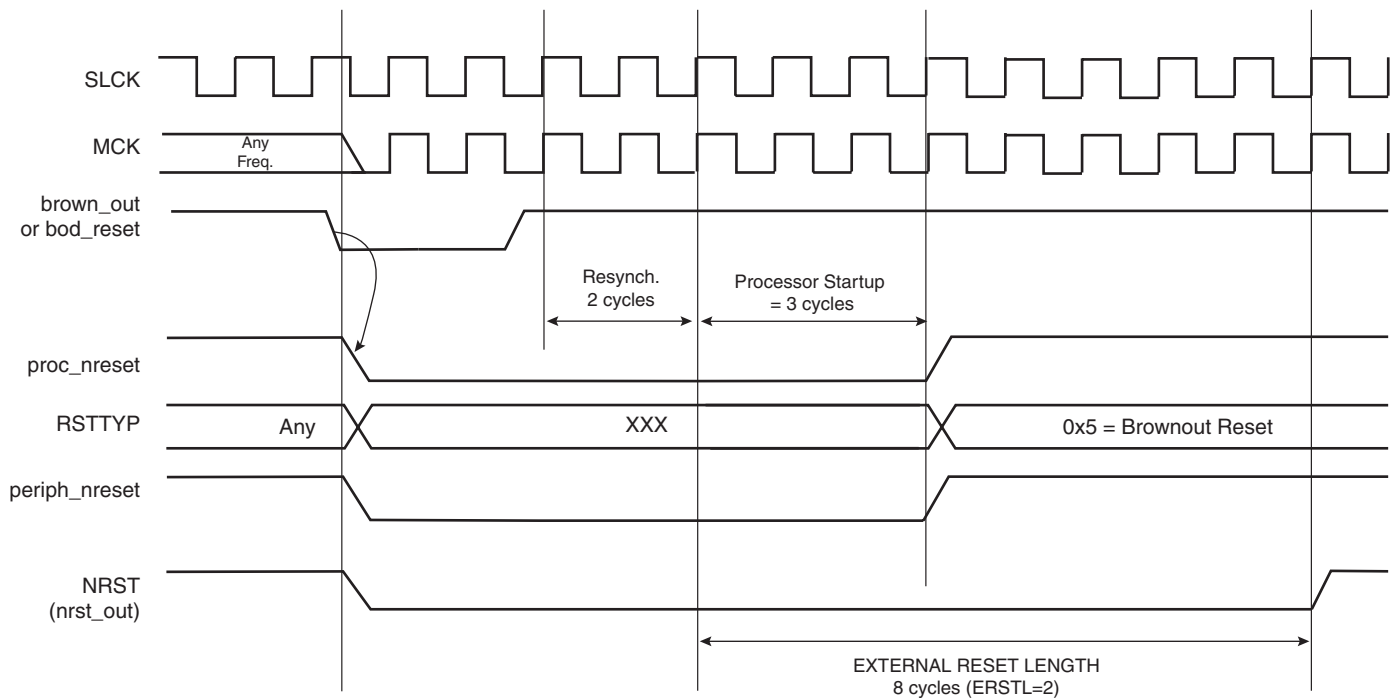 SLCK
MCK
Any
Freq.
brown_out
or bod_reset
Resynch.
2 cycles
Processor Startup
= 3 cycles
proc_nreset
RSTTYP
Any
XXX
0x5 = Brownout Reset
periph_nreset
NRST
(nrst_out)
EXTERNAL RESET LENGTH
8 cycles (ERSTL=2)